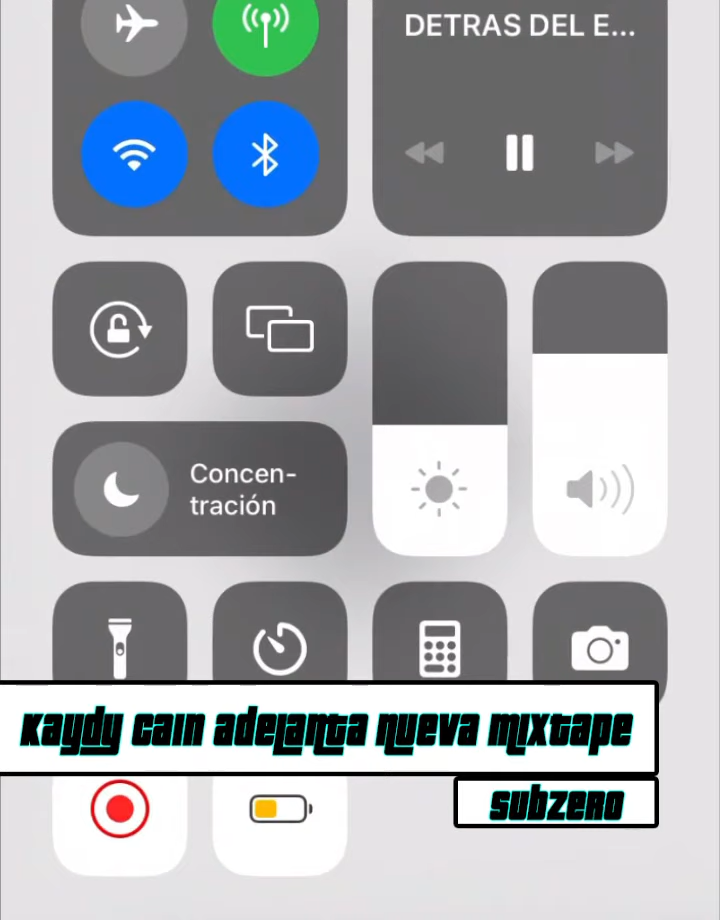 DETRAS DEL E...
Concen-
tración
Kaydy Cain adelanta nueva mixtape
subzero